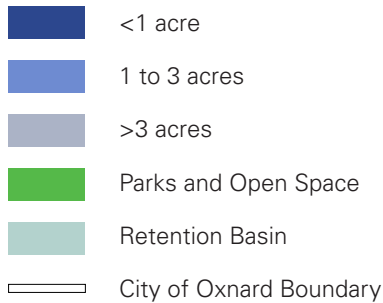 <1 acre
1 to 3 acres
>3 acres
Parks and Open Space
Retention Basin
City of Oxnard Boundary